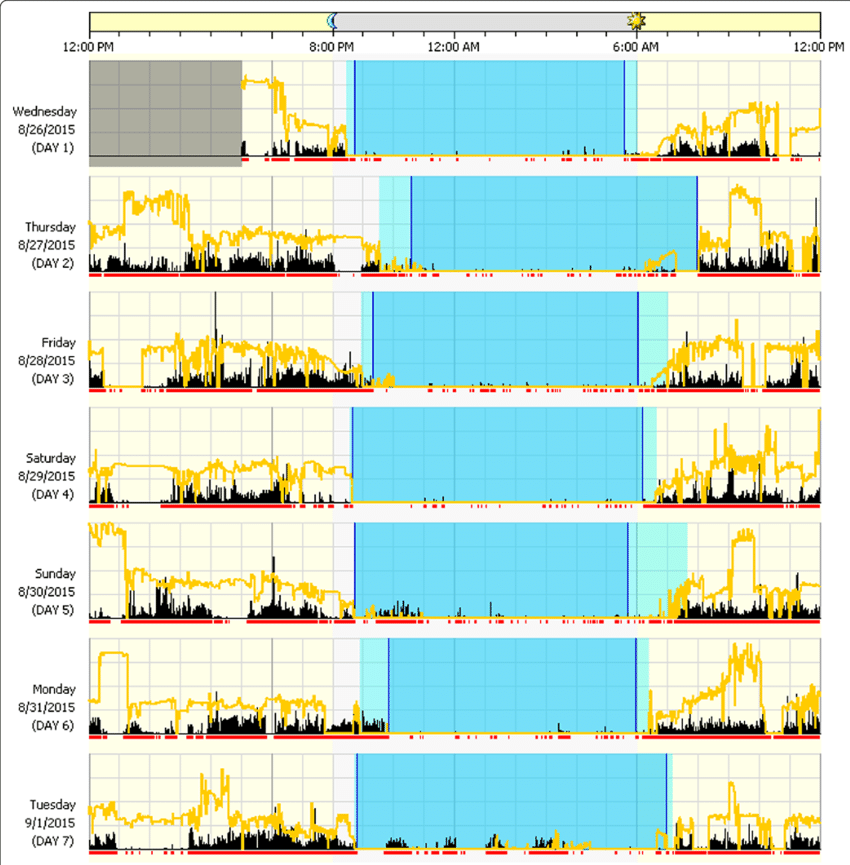 12:00 PM 8:00 PM 12:00 AM 6:00 AM 12:00 PM
Wednesday
8/26/2015
(DAY 1)
Thursday
8/27/2015
(DAY 2)
Friday
8/28/2015
(DAY 3)
Saturday
8/29/2015
(DAY 4)
Sunday
8/30/2015
(DAY 5)
Monday
8/31/2015
(DAY 6)
Tuesday
9/1/2015
(DAY 7)